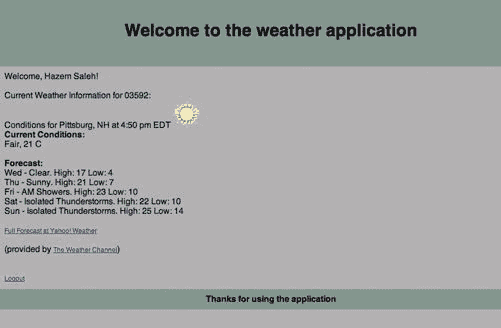 Welcome to the weather application
Welcome, Hazem Saleh!
Current Weather Information for 03592:
Conditions for Pittsburg, NH at 4:50 pm EDT
Current Conditions:
Fair, 21 C
Forecast:
Wed - Clear. High: 17 Low: 4
Thu - Sunny. High: 21 Low: 7
Fri - AM Showers. High: 23 Low: 10
Sat - Isolated Thunderstorms. High: 22 Low: 10
Sun - Isolated Thunderstorms. High: 25 Low: 14
Full Forecast at Yahoo! Weather
(provided by The Weather Channel)
Logout
Thanks for using the application